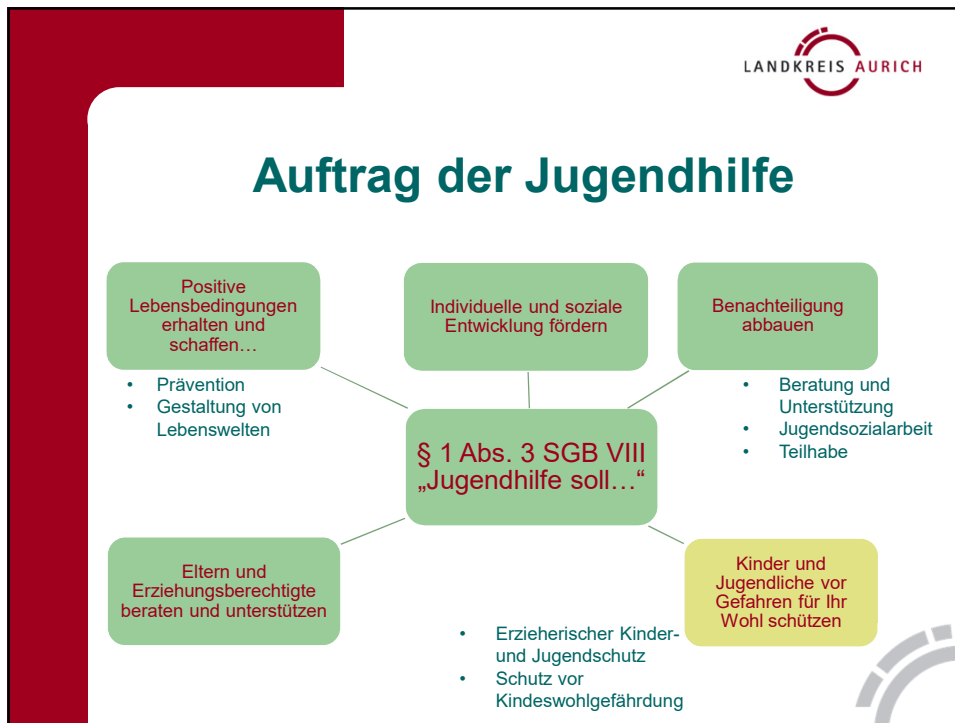 LANDKREIS AURICH
Auftrag der Jugendhilfe
Positive
Lebensbedingungen
erhalten und
schaffen…
Individuelle und soziale
Entwicklung fördern
Benachteiligung
abbauen
• Prävention
• Gestaltung von
Lebenswelten
• Beratung und
Unterstützung
• Jugendsozialarbeit
• Teilhabe
§ 1 Abs. 3 SGB VIII
„Jugendhilfe soll…“
Eltern und
Erziehungsberechtigte
beraten und unterstützen
Kinder und
Jugendliche vor
Gefahren für Ihr
Wohl schützen
• Erzieherischer Kinder-
und Jugendschutz
• Schutz vor
Kindeswohlgefährdung